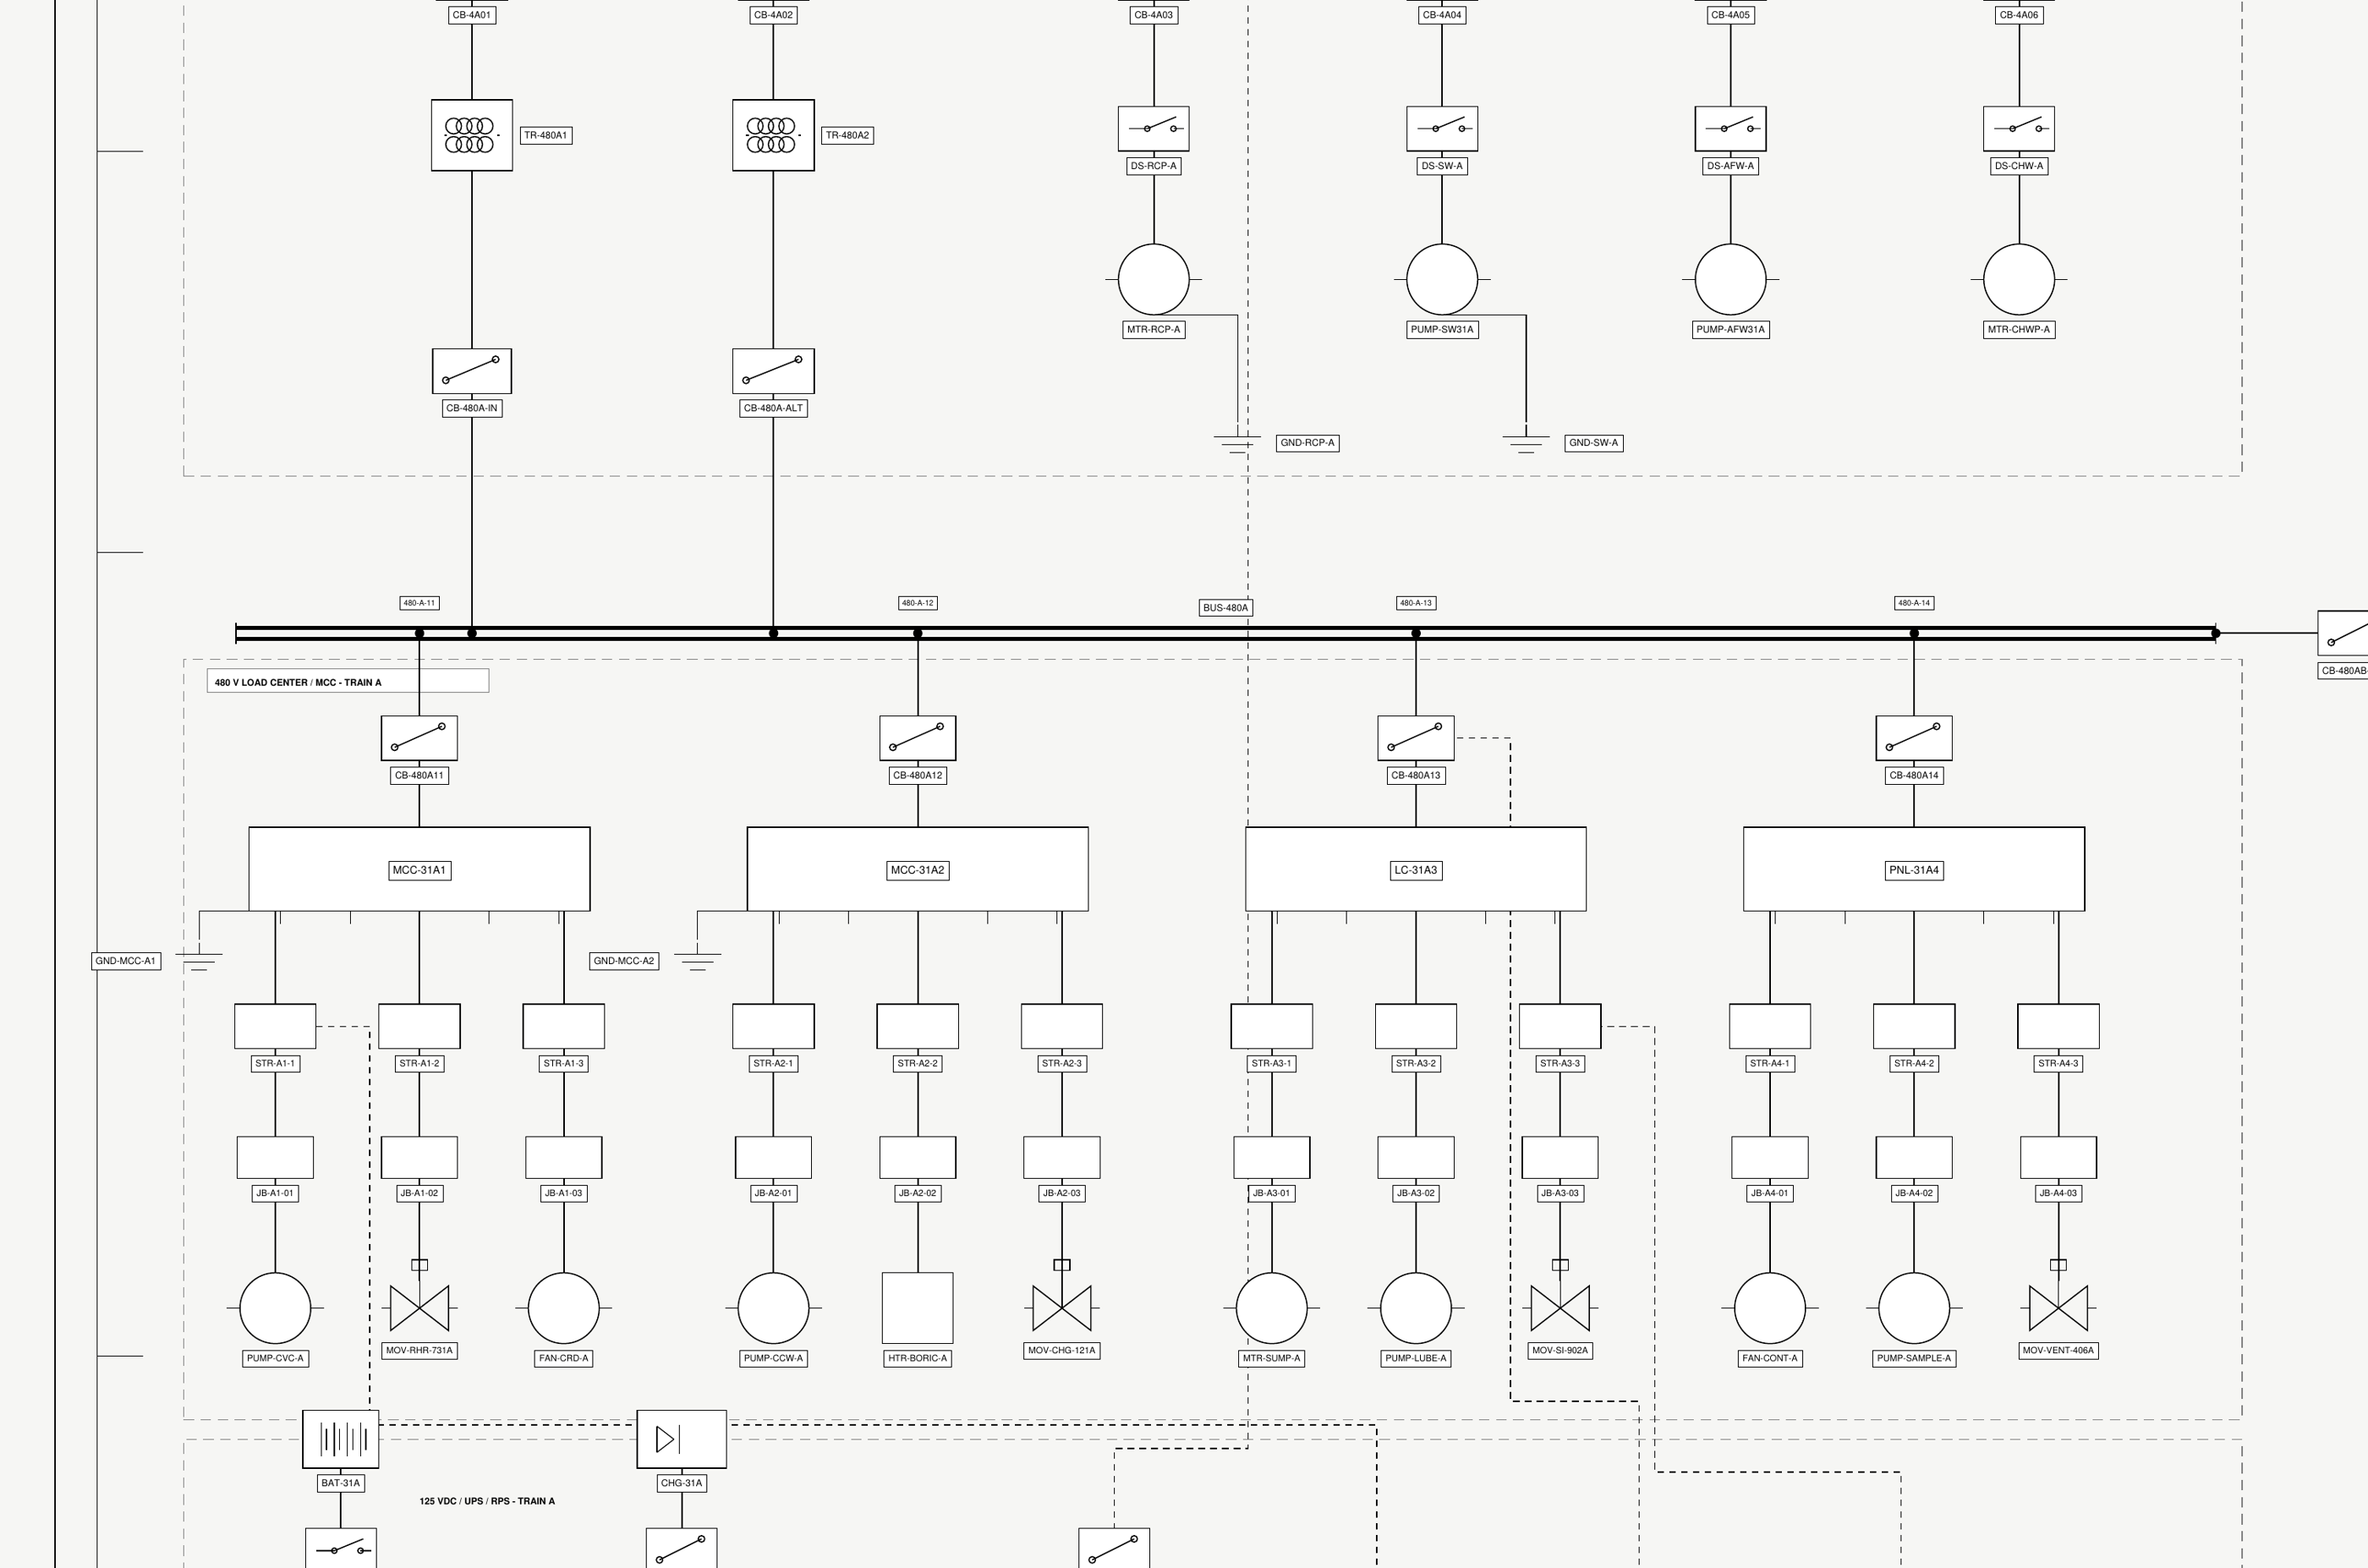 CB-4A01
CB-4A02
CB-4A03
CB-4A04
CB-4A05
CB-4A06
TR-480A1
TR-480A2
DS-RCP-A
DS-SW-A
DS-AFW-A
DS-CHW-A
MTR-RCP-A
PUMP-SW31A
PUMP-AFW31A
MTR-CHWP-A
CB-480A-IN
CB-480A-ALT
GND-RCP-A
GND-SW-A
480-A-11
480-A-12
BUS-480A
480-A-13
480-A-14
CB-480AB-
480 V LOAD CENTER / MCC - TRAIN A
CB-480A11
CB-480A12
CB-480A13
CB-480A14
MCC-31A1
MCC-31A2
LC-31A3
PNL-31A4
GND-MCC-A1
GND-MCC-A2
STR-A1-1
STR-A1-2
STR-A1-3
STR-A2-1
STR-A2-2
STR-A2-3
STR-A3-1
STR-A3-2
STR-A3-3
STR-A4-1
STR-A4-2
STR-A4-3
JB-A1-01
JB-A1-02
JB-A1-03
JB-A2-01
JB-A2-02
JB-A2-03
JB-A3-01
JB-A3-02
JB-A3-03
JB-A4-01
JB-A4-02
JB-A4-03
PUMP-CVC-A
MOV-RHR-731A
FAN-CRD-A
PUMP-CCW-A
HTR-BORIC-A
MOV-CHG-121A
MTR-SUMP-A
PUMP-LUBE-A
MOV-SI-902A
FAN-CONT-A
PUMP-SAMPLE-A
MOV-VENT-406A
BAT-31A
CHG-31A
125 VDC / UPS / RPS - TRAIN A